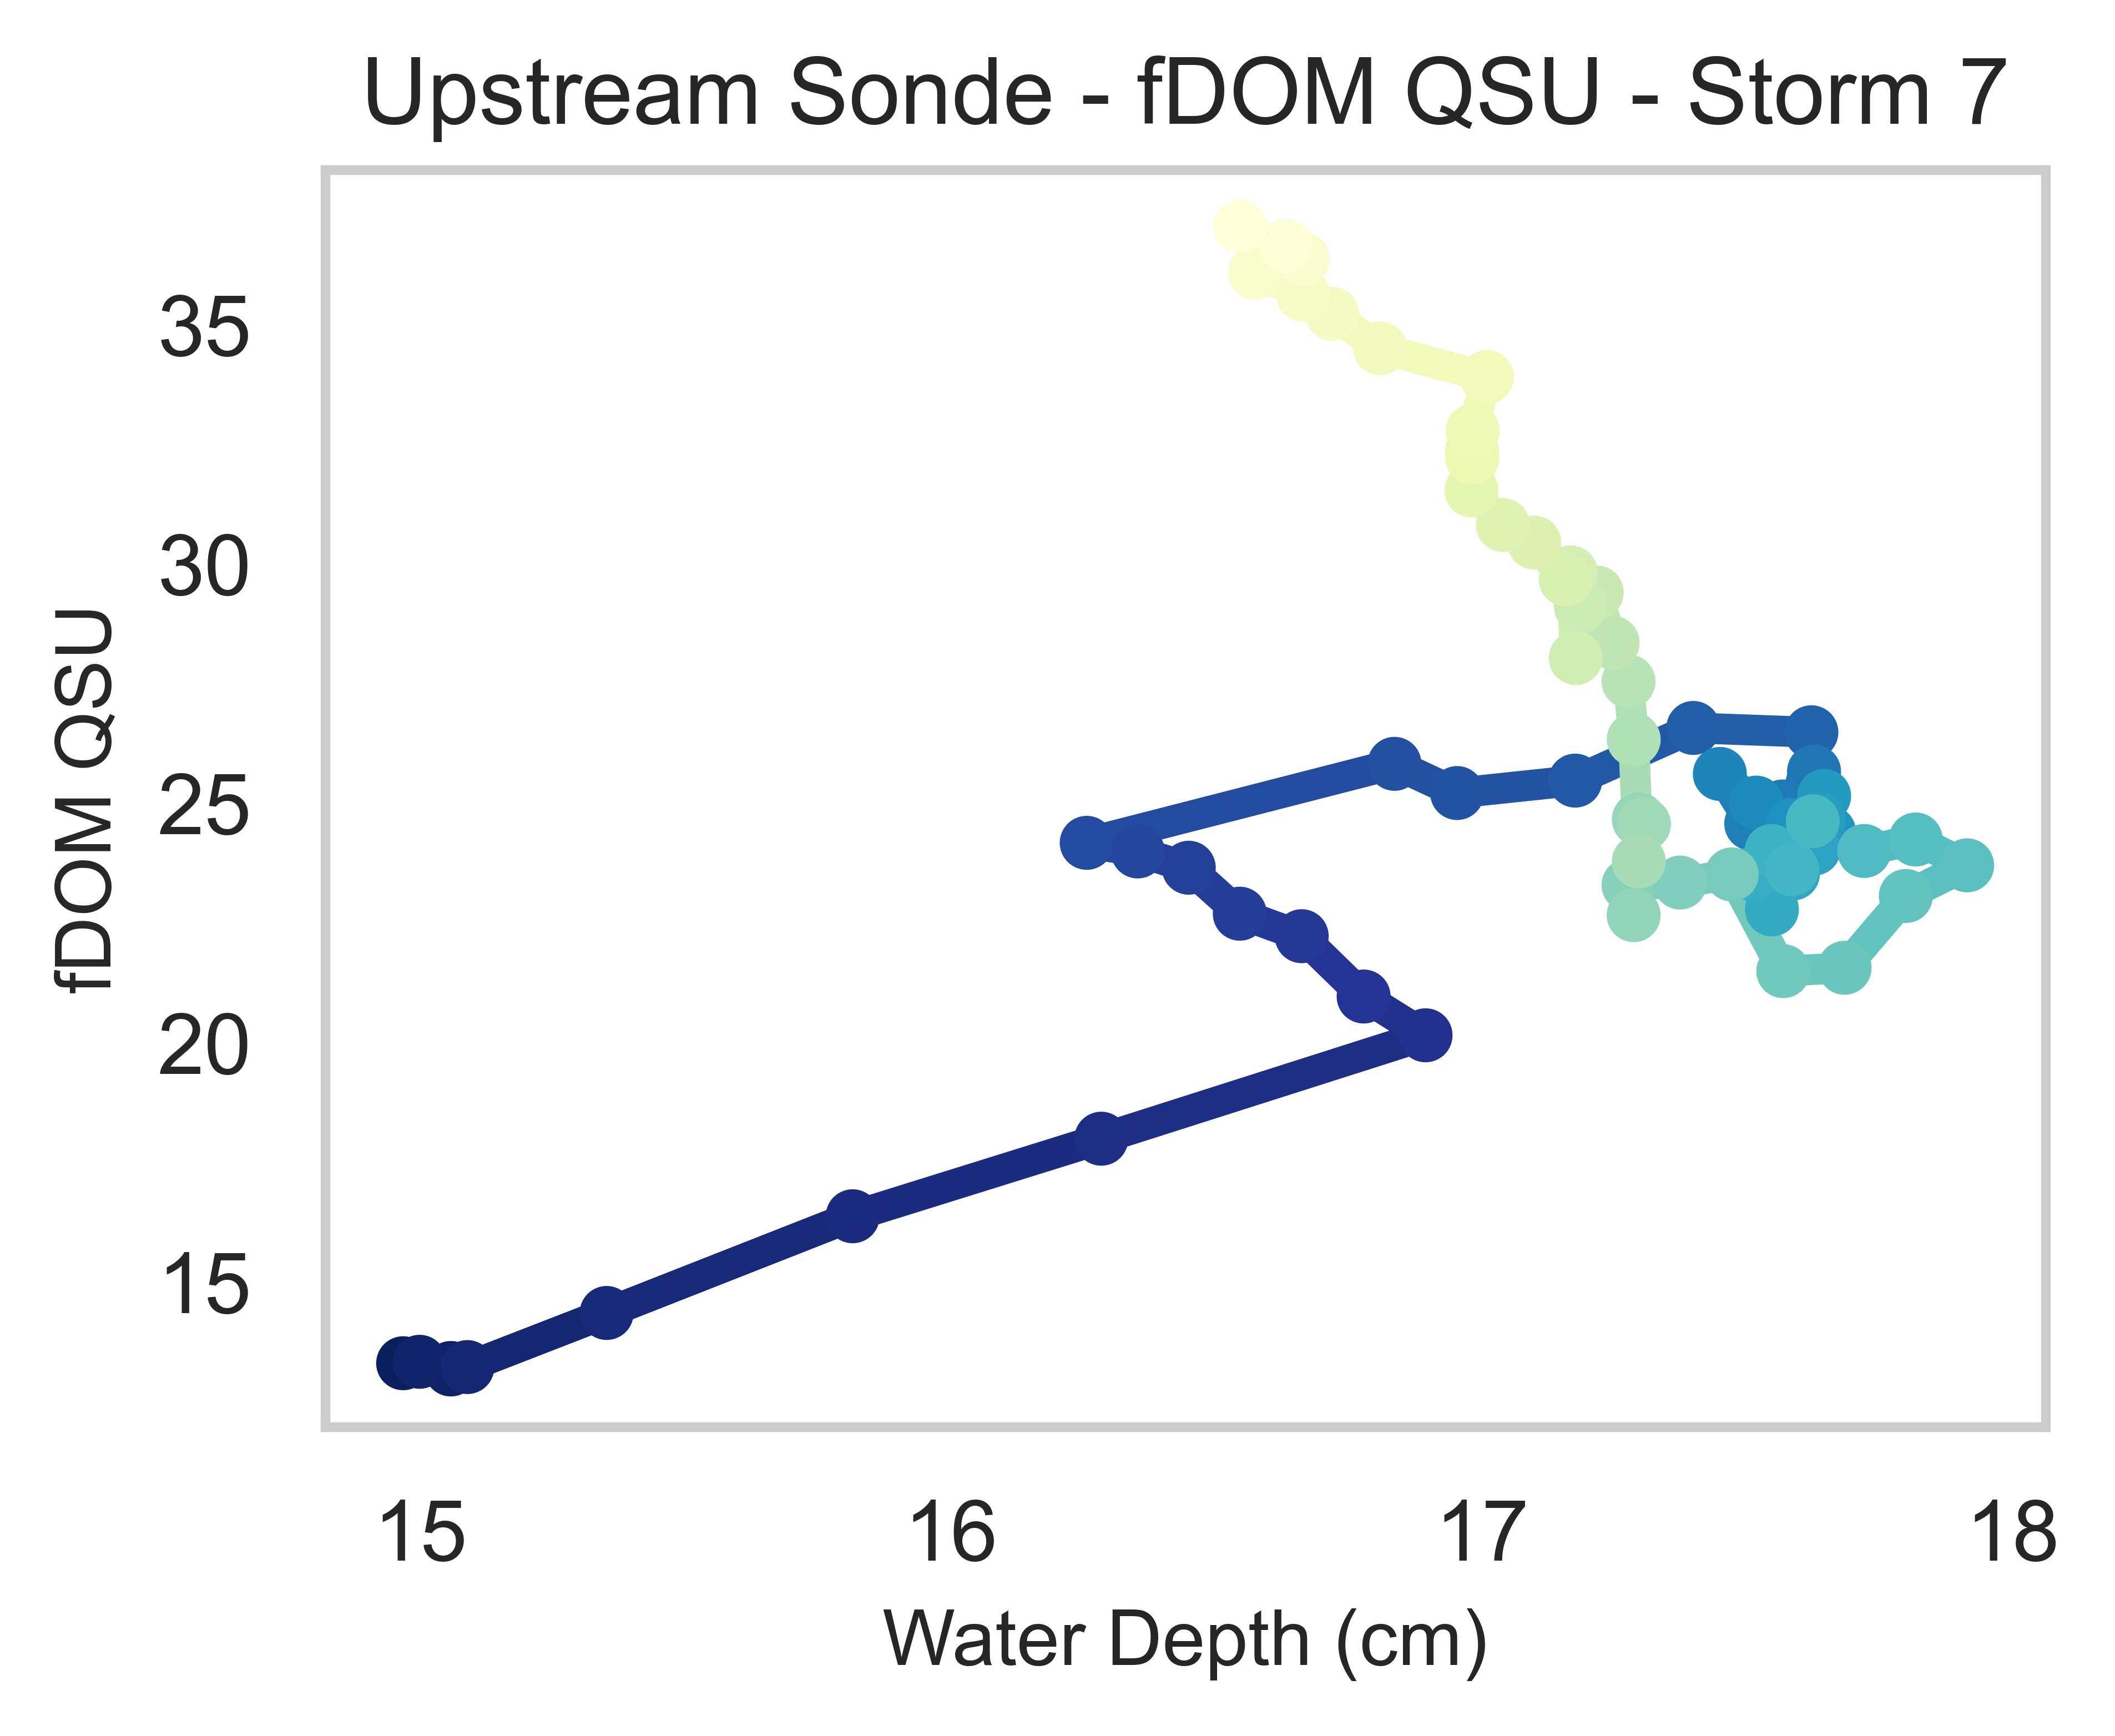 Upstream Sonde - fDOM QSU - Storm 7
fDOM QSU
35
30
25
20
15
15 16 17 18
Water Depth (cm)